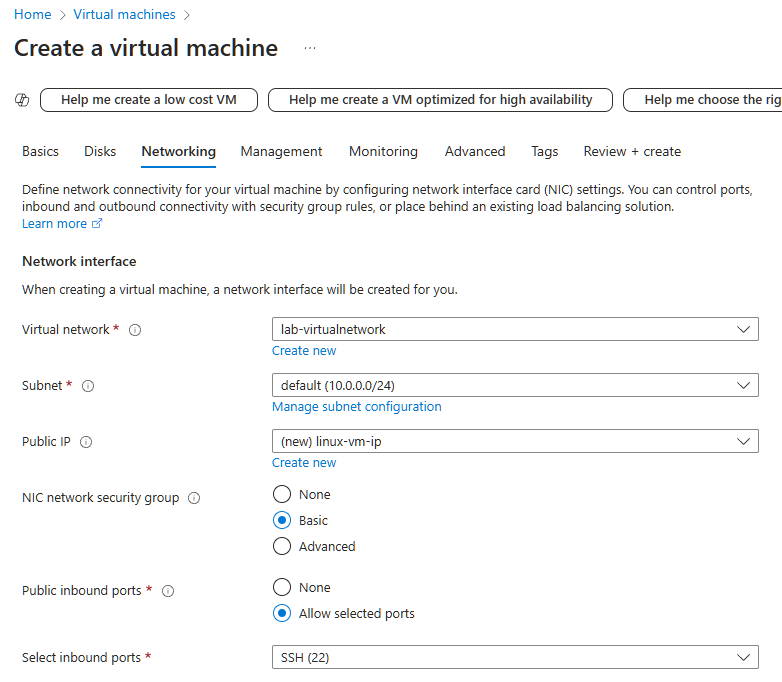 Home > Virtual machines >
Create a virtual machine ...
Help me create a low cost VM Help me create a VM optimized for high availability Help me choose the rig
Basics Disks Networking Management Monitoring Advanced Tags Review + create
Define network connectivity for your virtual machine by configuring network interface card (NIC) settings. You can control ports,
inbound and outbound connectivity with security group rules, or place behind an existing load balancing solution.
Learn more
Network interface
When creating a virtual machine, a network interface will be created for you.
Virtual network * lab-virtualnetwork
Create new
Subnet * default (10.0.0.0/24)
Manage subnet configuration
Public IP (new) linux-vm-ip
Create new
NIC network security group None
Basic
Advanced
Public inbound ports * None
Allow selected ports
Select inbound ports * SSH (22)